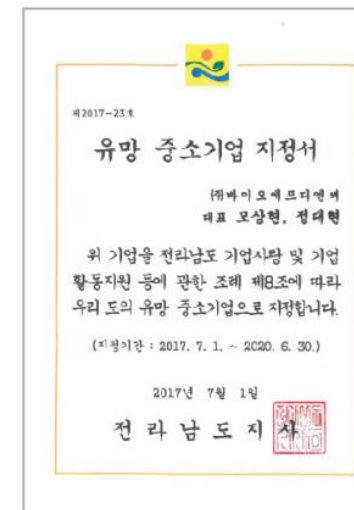 제2017-23호
유망 중소기업 지정서
(주)바이오에프디엔씨
대표 모상현, 정대현
위 기업을 전라남도 기업사랑 및 기업
활동지원 등에 관한 조례 제8조에 따라
우리 도의 유망 중소기업으로 지정합니다.
(지정기간 : 2017. 7. 1. ~ 2020. 6. 30.)
2017년 7월 1일
전라남도지사